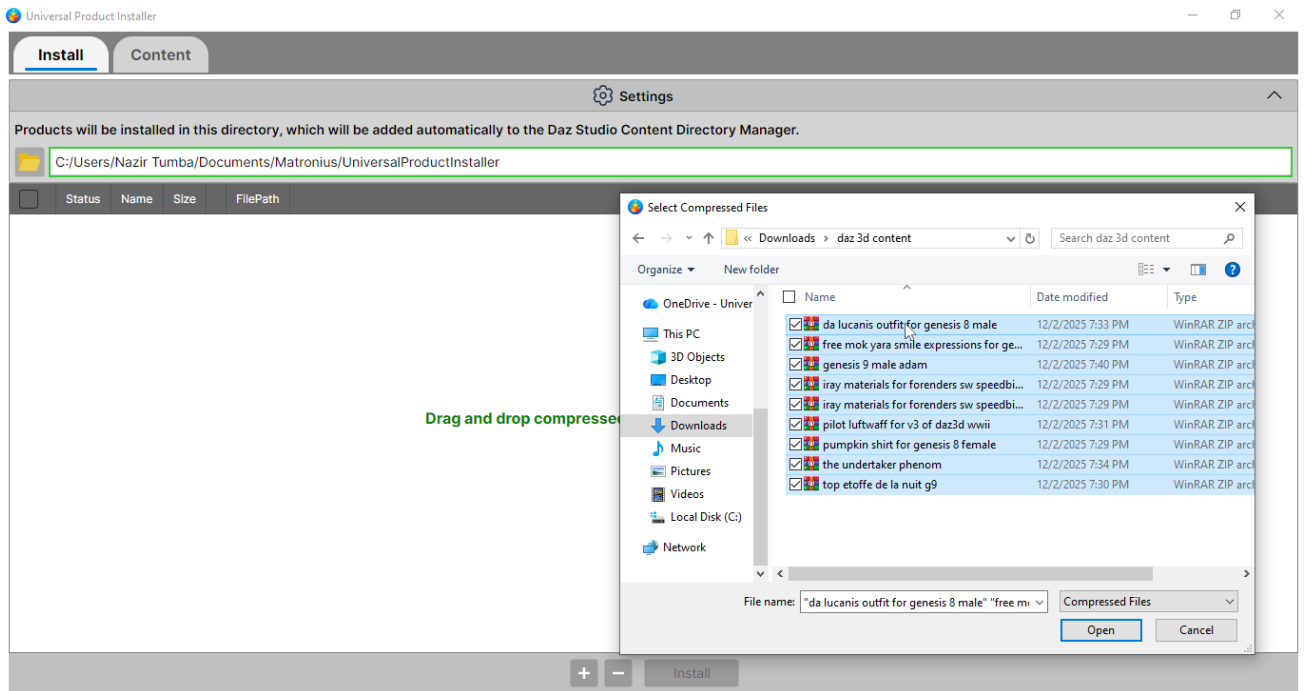 Universal Product Installer
Install
Content
Settings
Products will be installed in this directory, which will be added automatically to the Daz Studio Content Directory Manager.
C:/Users/Nazir Tumba/Documents/Matronius/UniversalProductInstaller
Status Name Size FilePath
Drag and drop compressed
Select Compressed Files
« Downloads › daz 3d content
Search daz 3d content
Organize
New folder
OneDrive - Univer
This PC
3D Objects
Desktop
Documents
Downloads
Music
Pictures
Videos
Local Disk (C:)
Network
Name Date modified Type
da lucanis outfit for genesis 8 male 12/2/2025 7:33 PM WinRAR ZIP arch
free mok yara smile expressions for ge... 12/2/2025 7:29 PM WinRAR ZIP arch
genesis 9 male adam 12/2/2025 7:40 PM WinRAR ZIP arch
iray materials for forenders sw speedbi... 12/2/2025 7:29 PM WinRAR ZIP arch
iray materials for forenders sw speedbi... 12/2/2025 7:29 PM WinRAR ZIP arch
pilot luftwaff for v3 of daz3d wwii 12/2/2025 7:31 PM WinRAR ZIP arch
pumpkin shirt for genesis 8 female 12/2/2025 7:29 PM WinRAR ZIP arch
the undertaker phenom 12/2/2025 7:34 PM WinRAR ZIP arch
top etoffe de la nuit g9 12/2/2025 7:30 PM WinRAR ZIP arch
File name: "da lucanis outfit for genesis 8 male" "free m
Compressed Files
Open
Cancel
Install